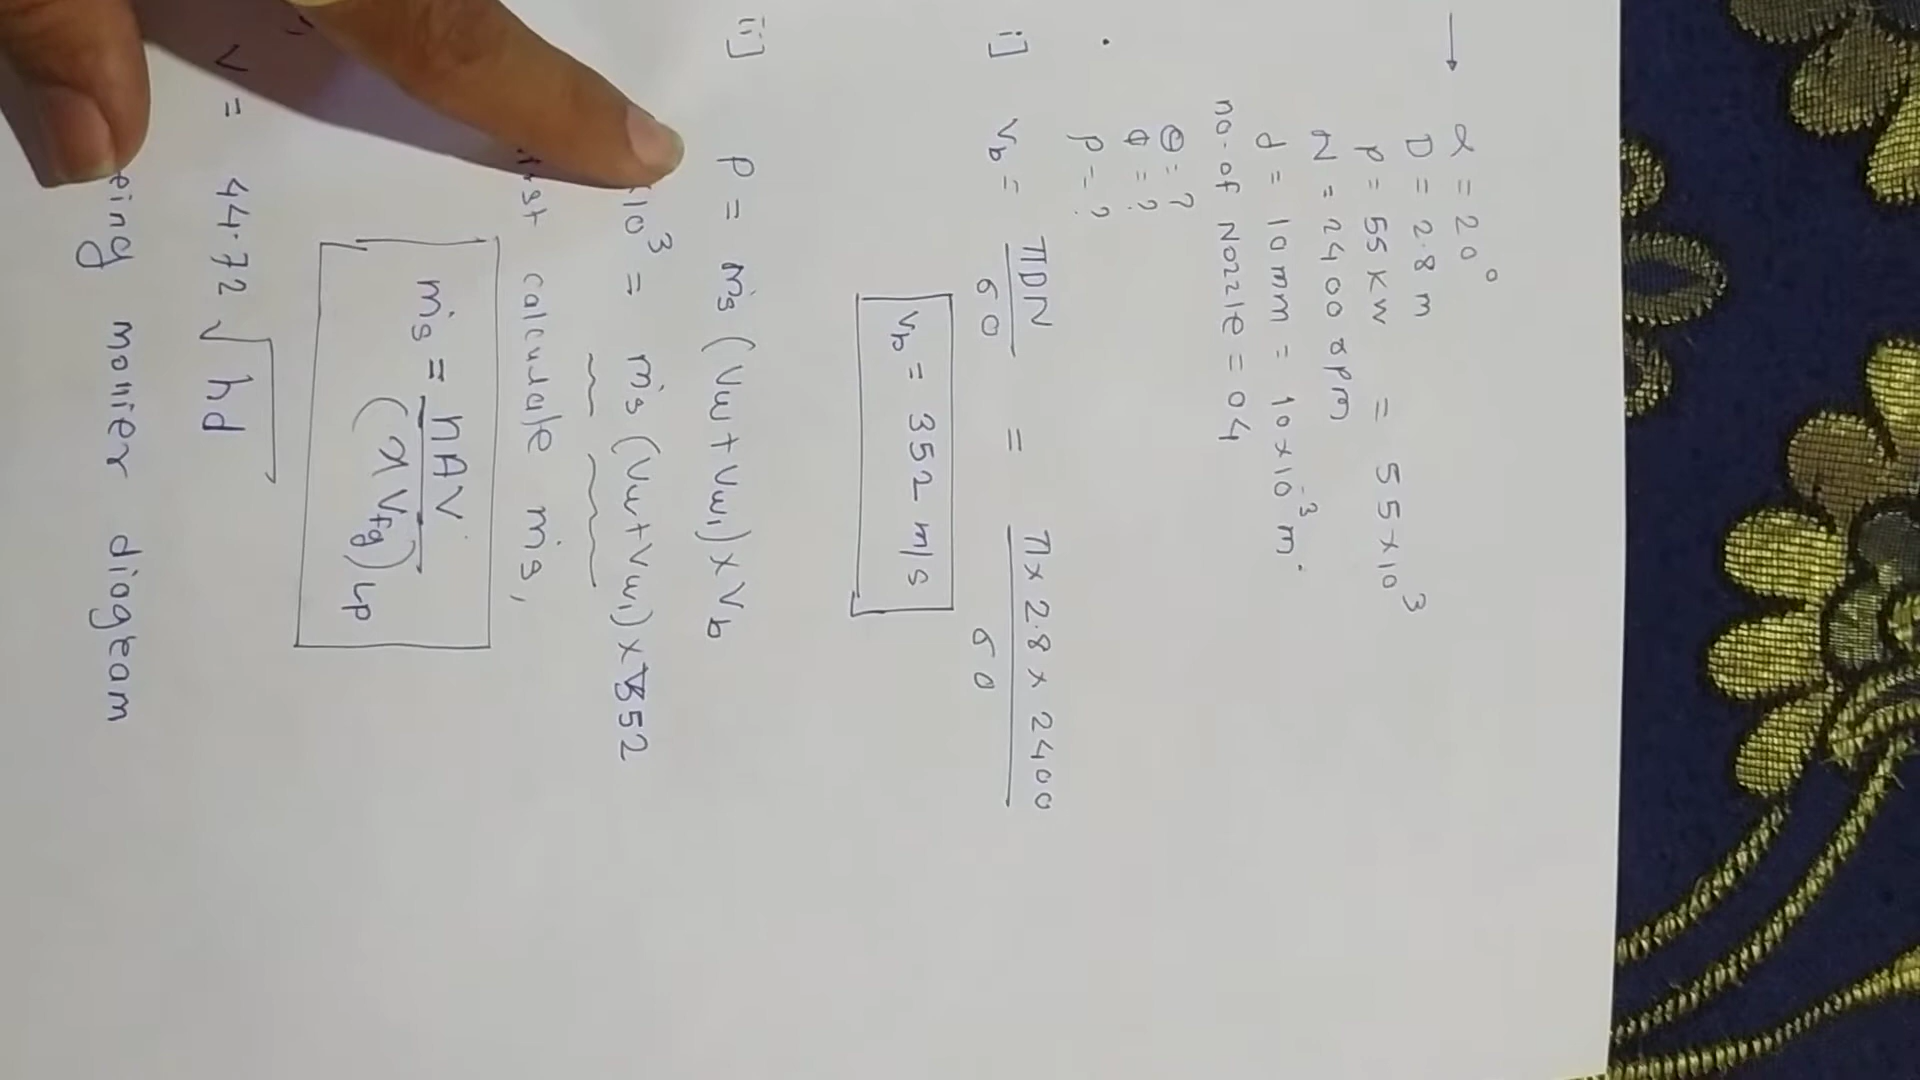 → α = 20°
D = 2.8 m
P = 55 KW = 55×10³
N = 2400 rpm
d = 10 mm = 10×10⁻³ m.
no. of Nozzle = 04
θ = ?
φ = ?
P = ?
i] Vb = πDN/60 = π×2.8×2400/60
Vb = 352 m/s
ii] P = ṁs (Vw + Vw₁) × Vb
×10³ = ṁs (Vw + Vw₁) × 352
calculate ṁs,
ṁs = nAV/(x Vfg)Lp
V = 44.72 √hd
mollier diogram